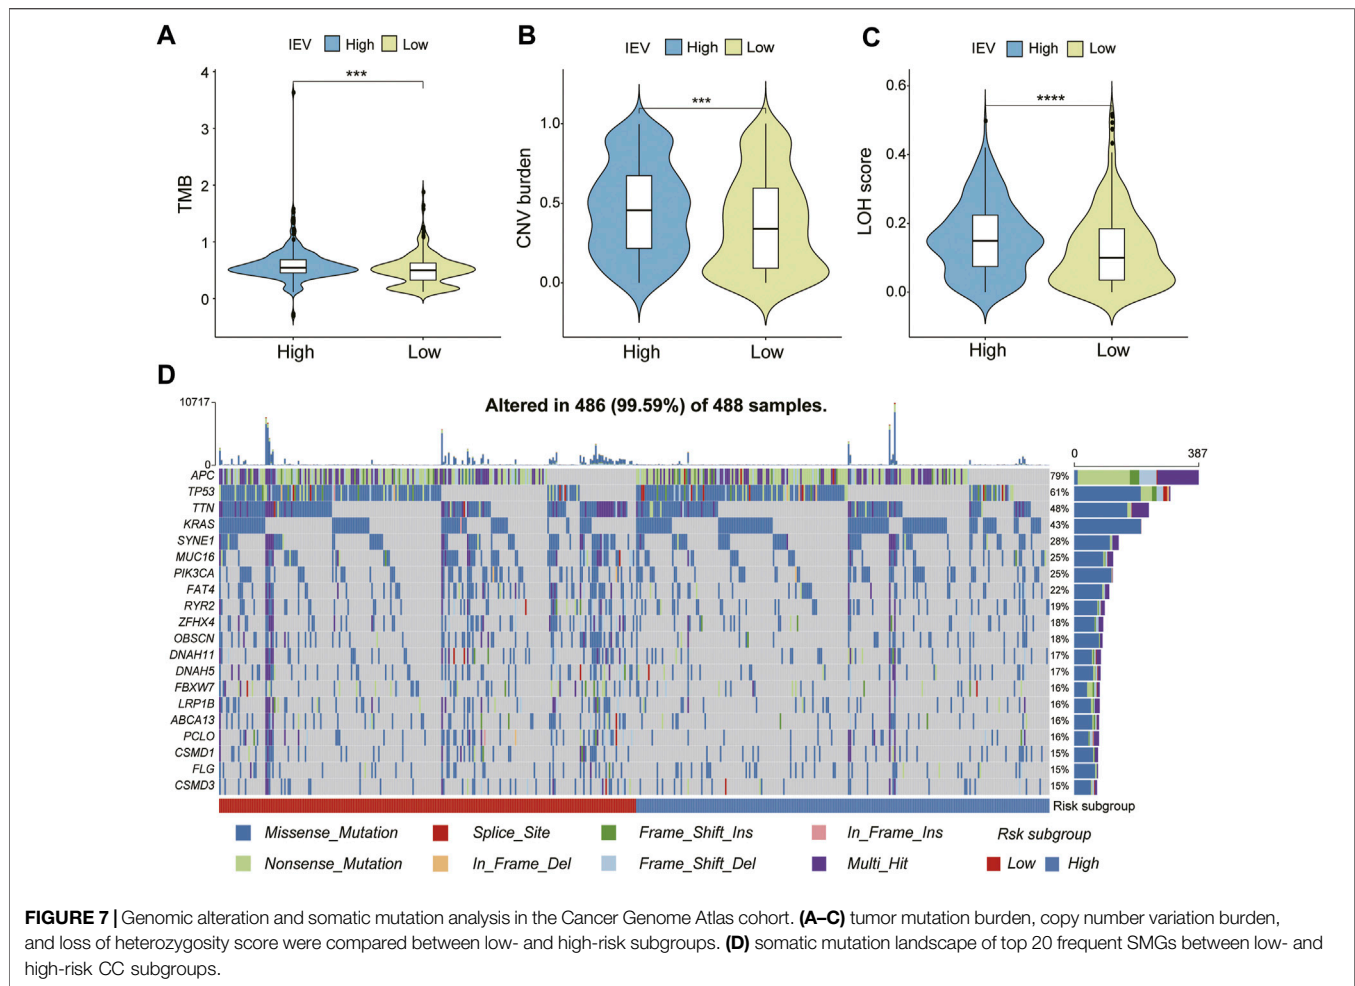 A
IEV High Low
TMB
4
3
2
1
0
***
High Low
B
IEV High Low
CNV burden
1.0
0.5
0.0
***
High Low
C
IEV High Low
LOH score
0.6
0.4
0.2
0.0
****
High Low
D
Altered in 486 (99.59%) of 488 samples.
10717
0
0 387
APC 79%
TP53 61%
TTN 48%
KRAS 43%
SYNE1 28%
MUC16 25%
PIK3CA 25%
FAT4 22%
RYR2 19%
ZFHX4 18%
OBSCN 18%
DNAH11 17%
DNAH5 17%
FBXW7 16%
LRP1B 16%
ABCA13 16%
PCLO 16%
CSMD1 15%
FLG 15%
CSMD3 15%
Risk subgroup
Missense_Mutation Splice_Site Frame_Shift_Ins In_Frame_Ins Rsk subgroup
Nonsense_Mutation In_Frame_Del Frame_Shift_Del Multi_Hit Low High
FIGURE 7 | Genomic alteration and somatic mutation analysis in the Cancer Genome Atlas cohort. (A–C) tumor mutation burden, copy number variation burden,
and loss of heterozygosity score were compared between low- and high-risk subgroups. (D) somatic mutation landscape of top 20 frequent SMGs between low- and
high-risk CC subgroups.